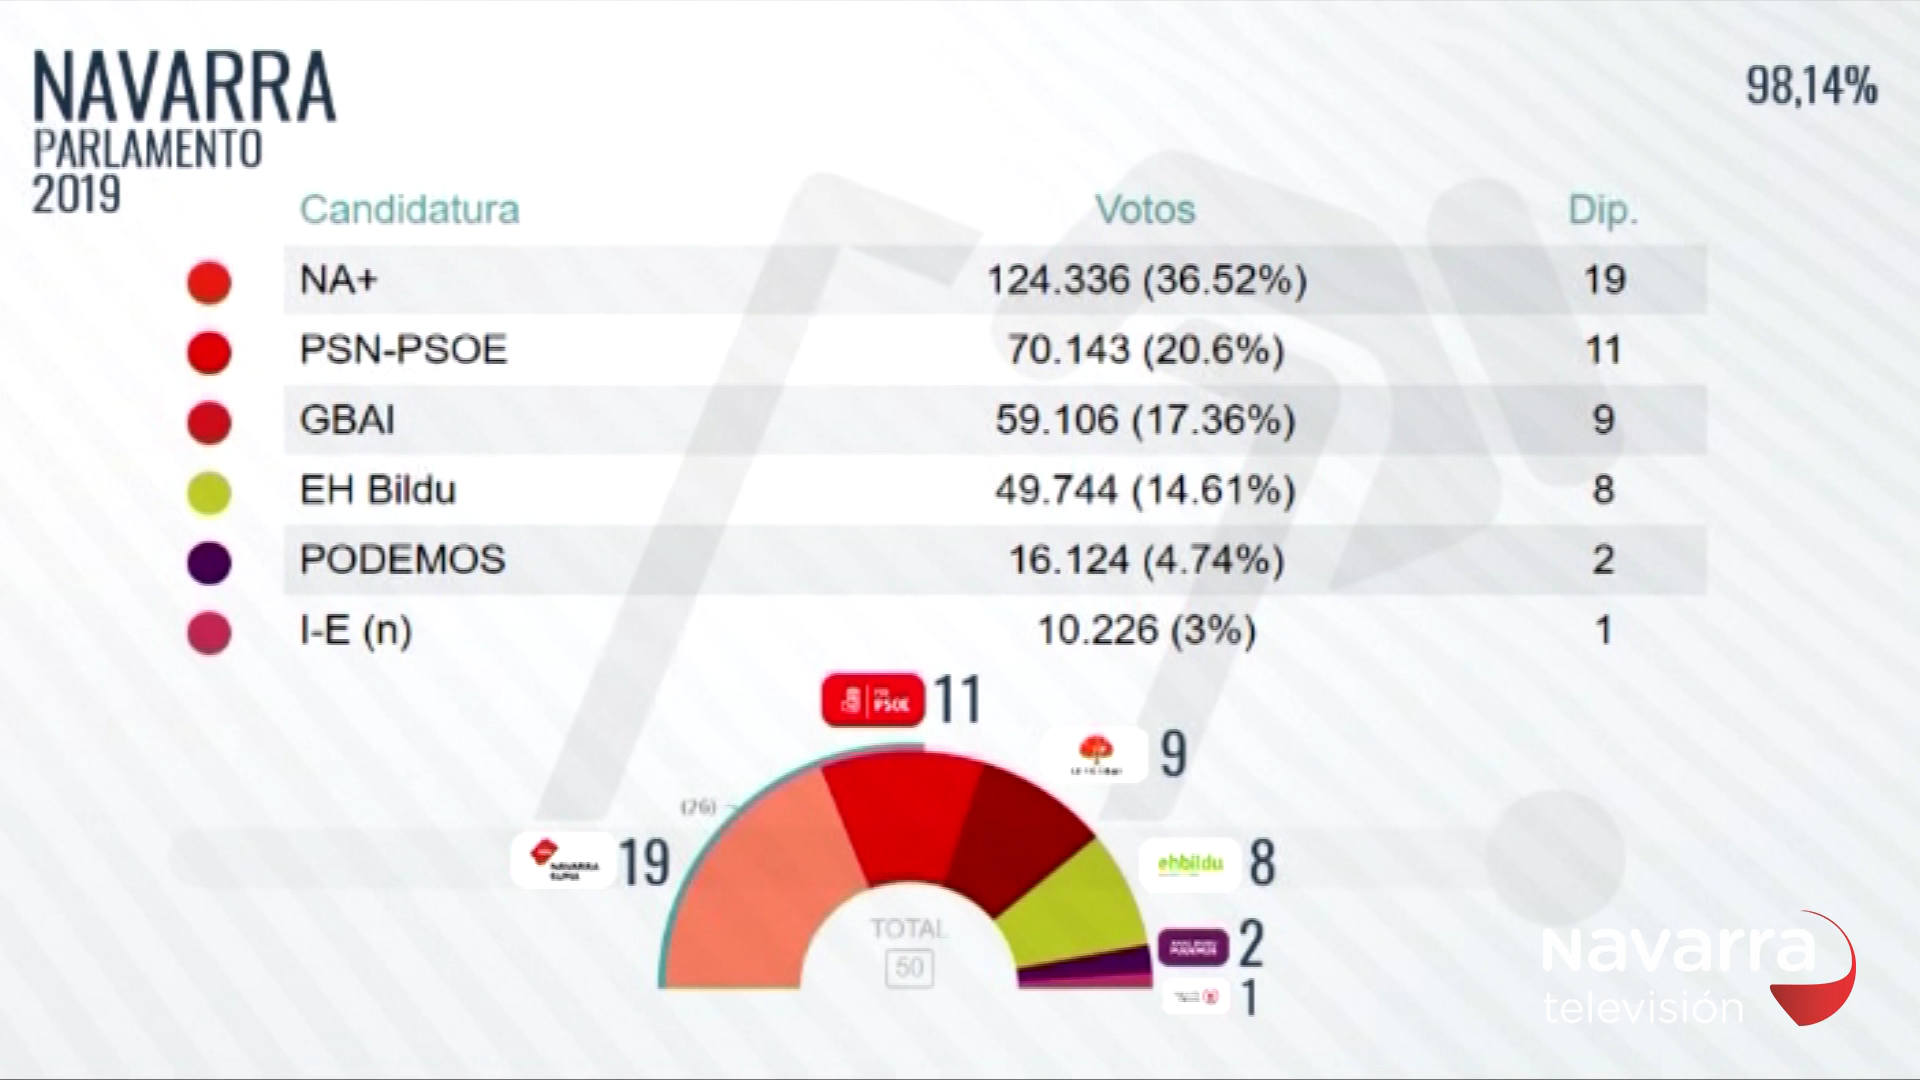 NAVARRA
PARLAMENTO
2019
98,14%
Candidatura Votos Dip.
NA+ 124.336 (36.52%) 19
PSN-PSOE 70.143 (20.6%) 11
GBAI 59.106 (17.36%) 9
EH Bildu 49.744 (14.61%) 8
PODEMOS 16.124 (4.74%) 2
I-E (n) 10.226 (3%) 1
PSOE 11
9
(26)
NAVARRA 19
ehbildu 8
PODEMOS 2
1
TOTAL
50
Navarra
televisión